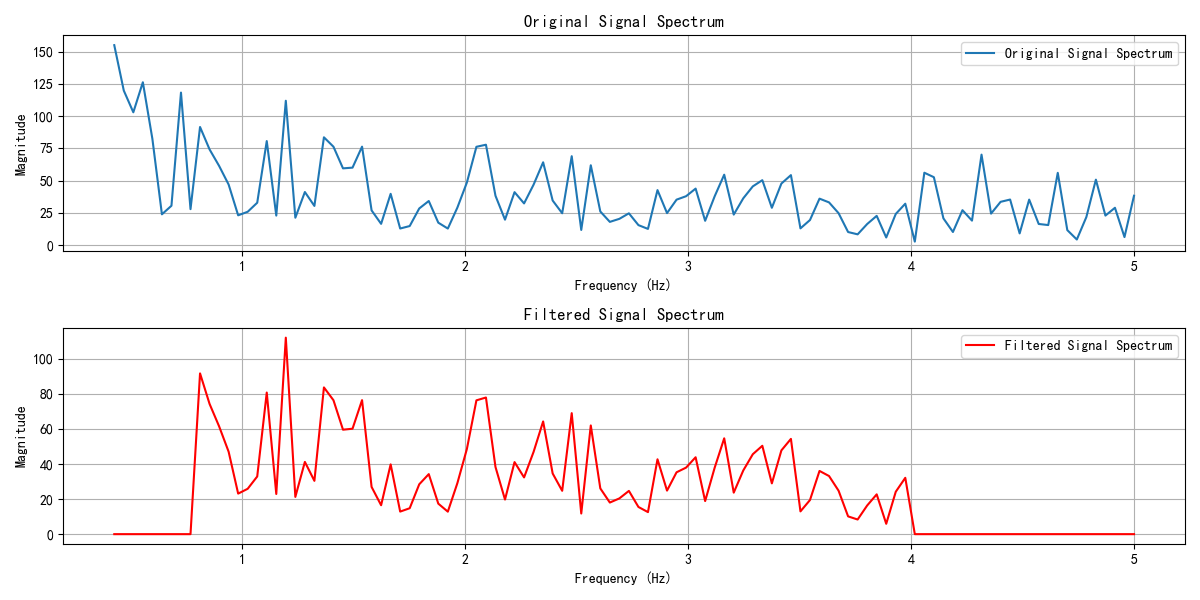 Original Signal Spectrum
Original Signal Spectrum
Magnitude
150
125
100
75
50
25
0
1 2 3 4 5
Frequency (Hz)
Filtered Signal Spectrum
Filtered Signal Spectrum
Magnitude
100
80
60
40
20
0
1 2 3 4 5
Frequency (Hz)